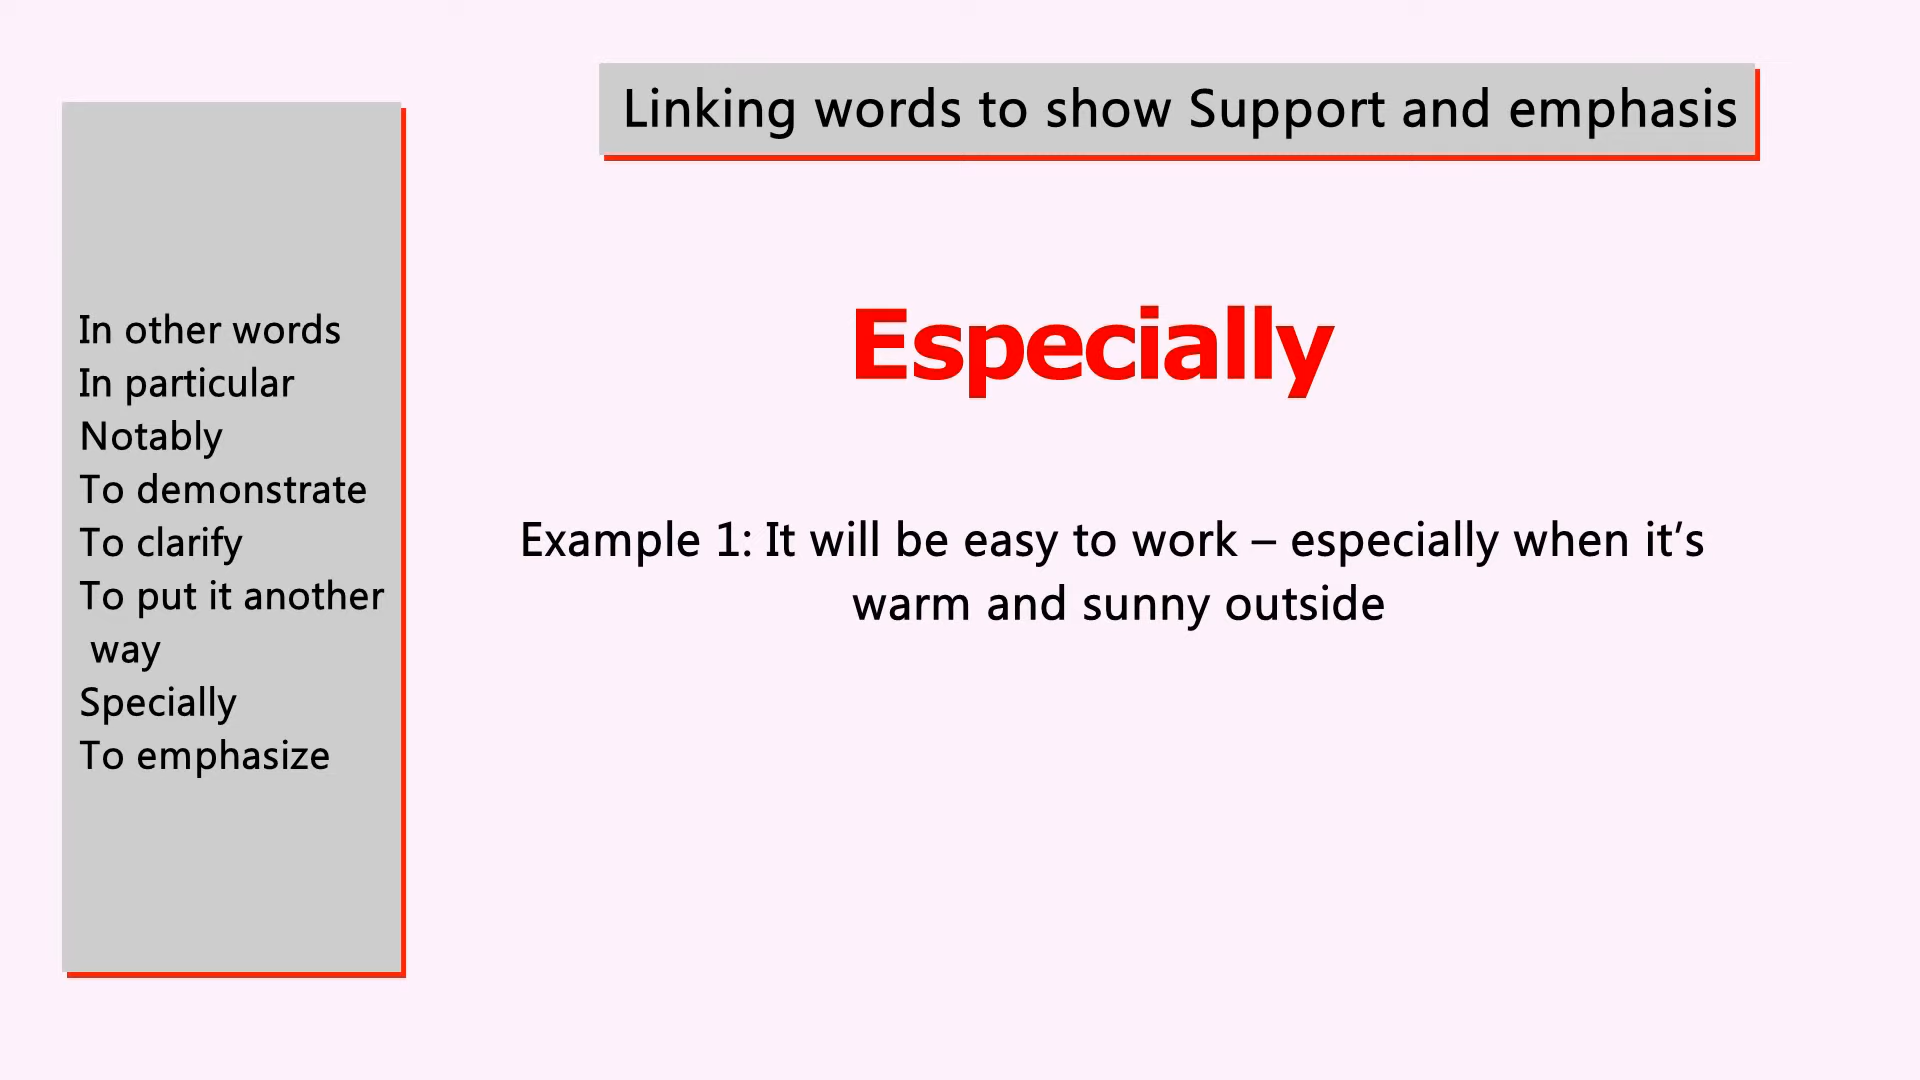 Linking words to show Support and emphasis
In other words
In particular
Notably
To demonstrate
To clarify
To put it another
way
Specially
To emphasize
Especially
Example 1: It will be easy to work – especially when it’s
warm and sunny outside